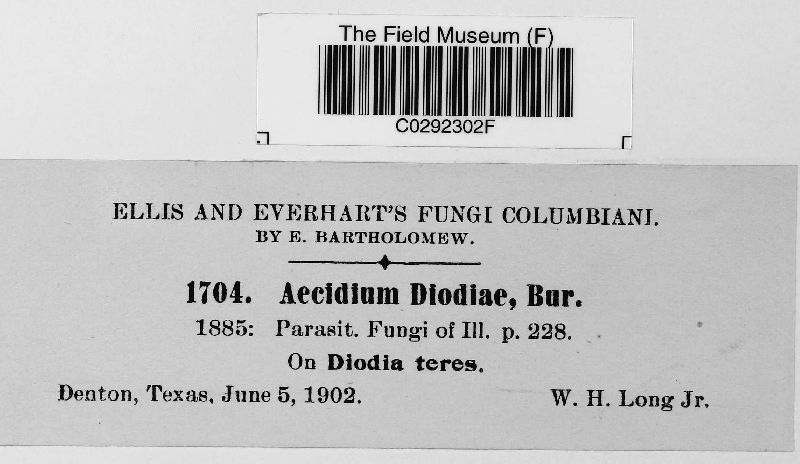 The Field Museum (F)
C0292302F
ELLIS AND EVERHART'S FUNGI COLUMBIANI.
BY E. BARTHOLOMEW.
1704. Aecidium Diodiae, Bur.
1885: Parasit. Fungi of Ill. p. 228.
On Diodia teres.
Denton, Texas, June 5, 1902. W. H. Long Jr.